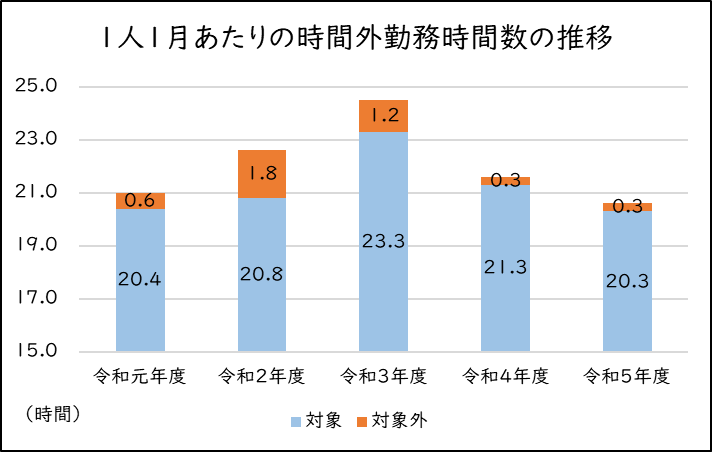 1人1月あたりの時間外勤務時間数の推移
25.0
23.0
21.0
19.0
17.0
15.0
0.6
1.8
1.2
0.3
0.3
20.4
20.8
23.3
21.3
20.3
令和元年度
令和2年度
令和3年度
令和4年度
令和5年度
（時間）
対象
対象外